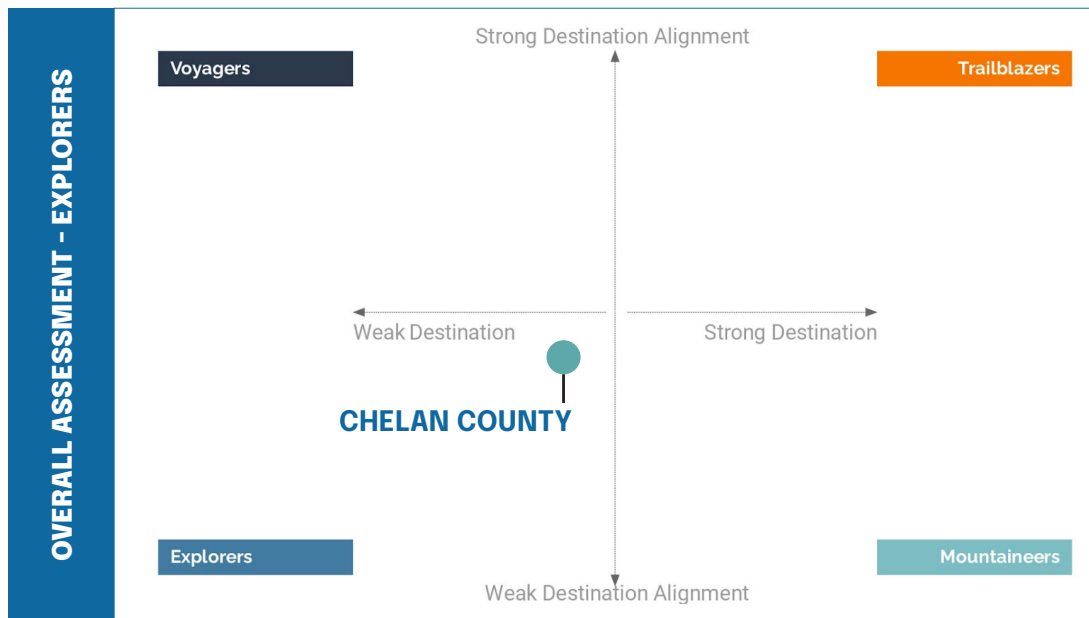 OVERALL ASSESSMENT - EXPLORERS
Strong Destination Alignment
Voyagers
Trailblazers
Weak Destination
Strong Destination
CHELAN COUNTY
Explorers
Mountaineers
Weak Destination Alignment